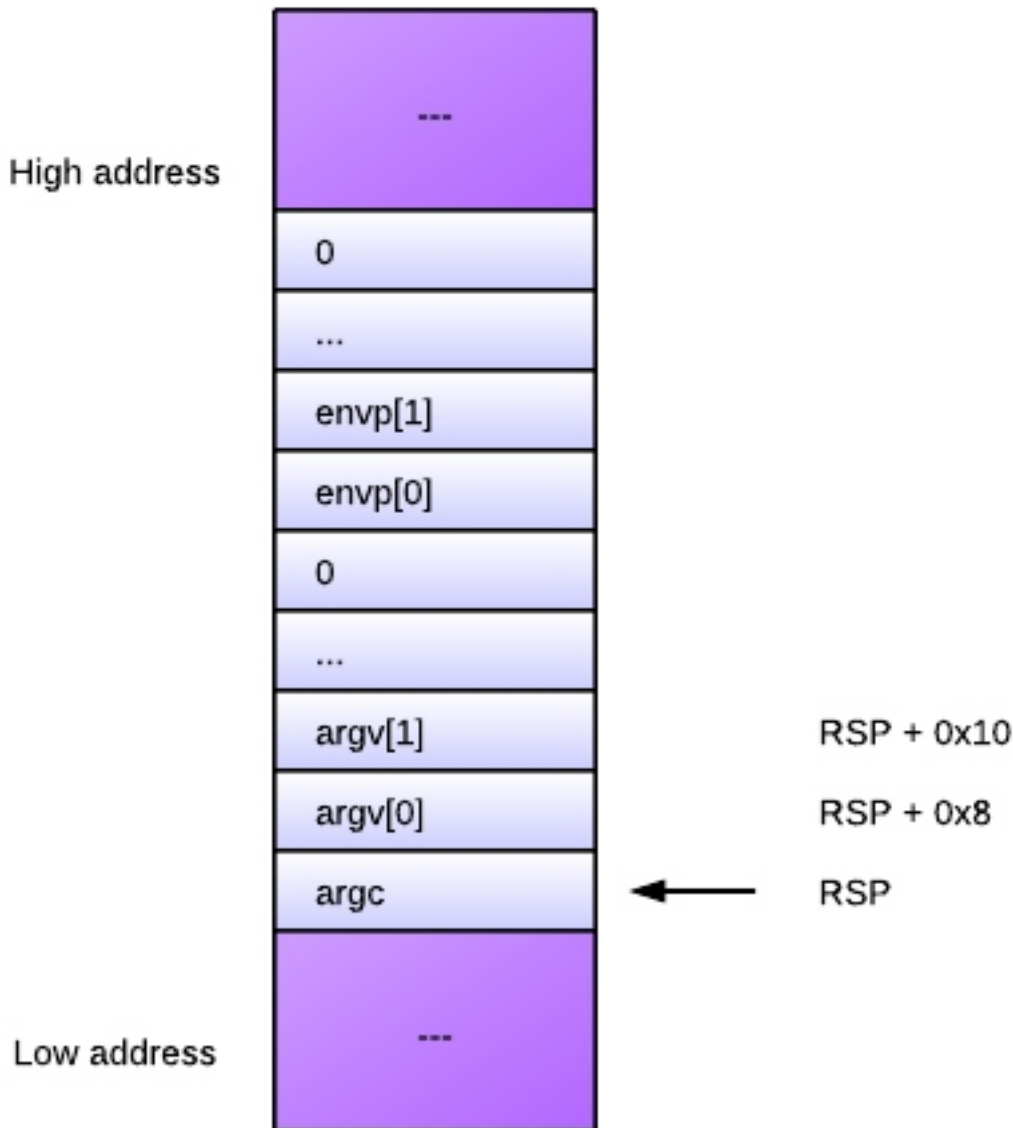 ---
High address
0
...
envp[1]
envp[0]
0
...
argv[1] RSP + 0x10
argv[0] RSP + 0x8
argc RSP
---
Low address